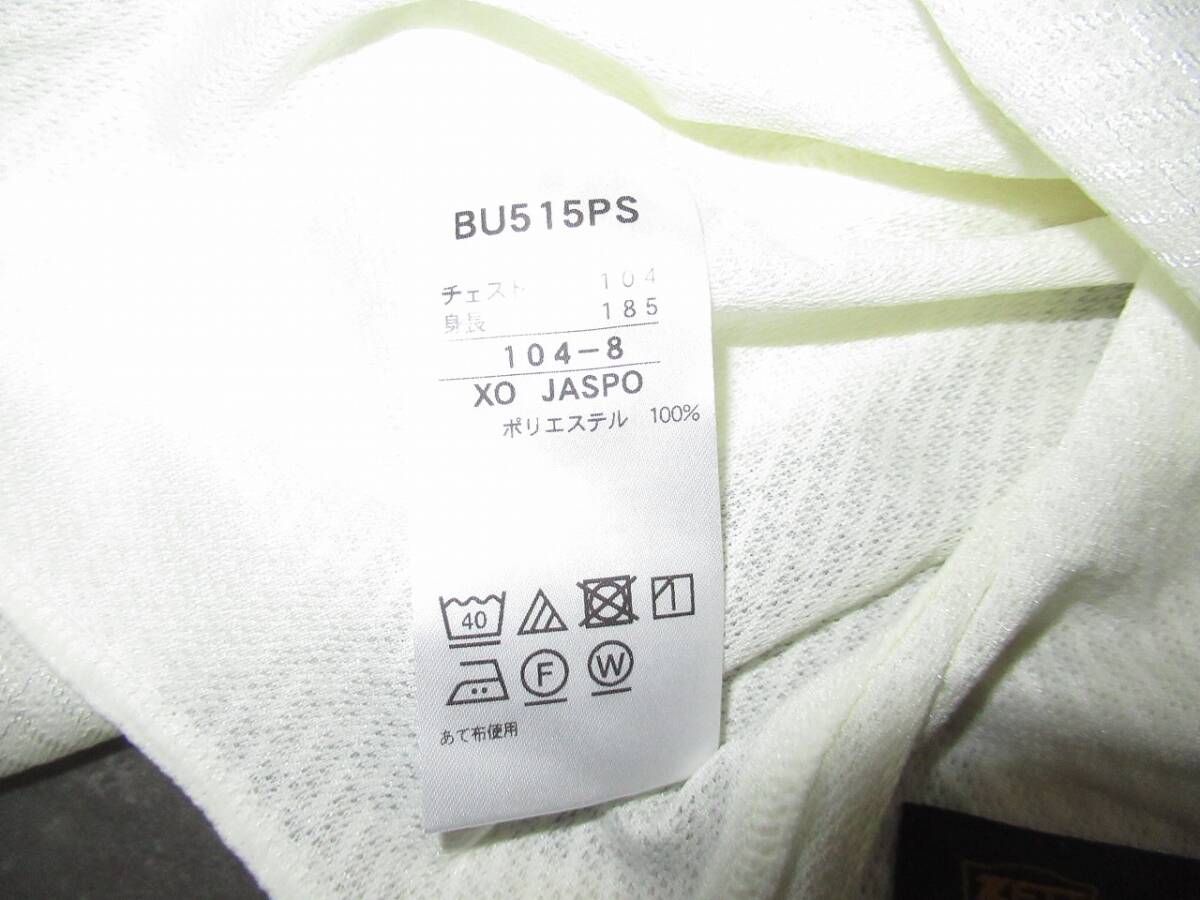 BU515PS
チェスト 104
身長 185
104-8
XO JASPO
ポリエステル 100%
40
F W
あて布使用